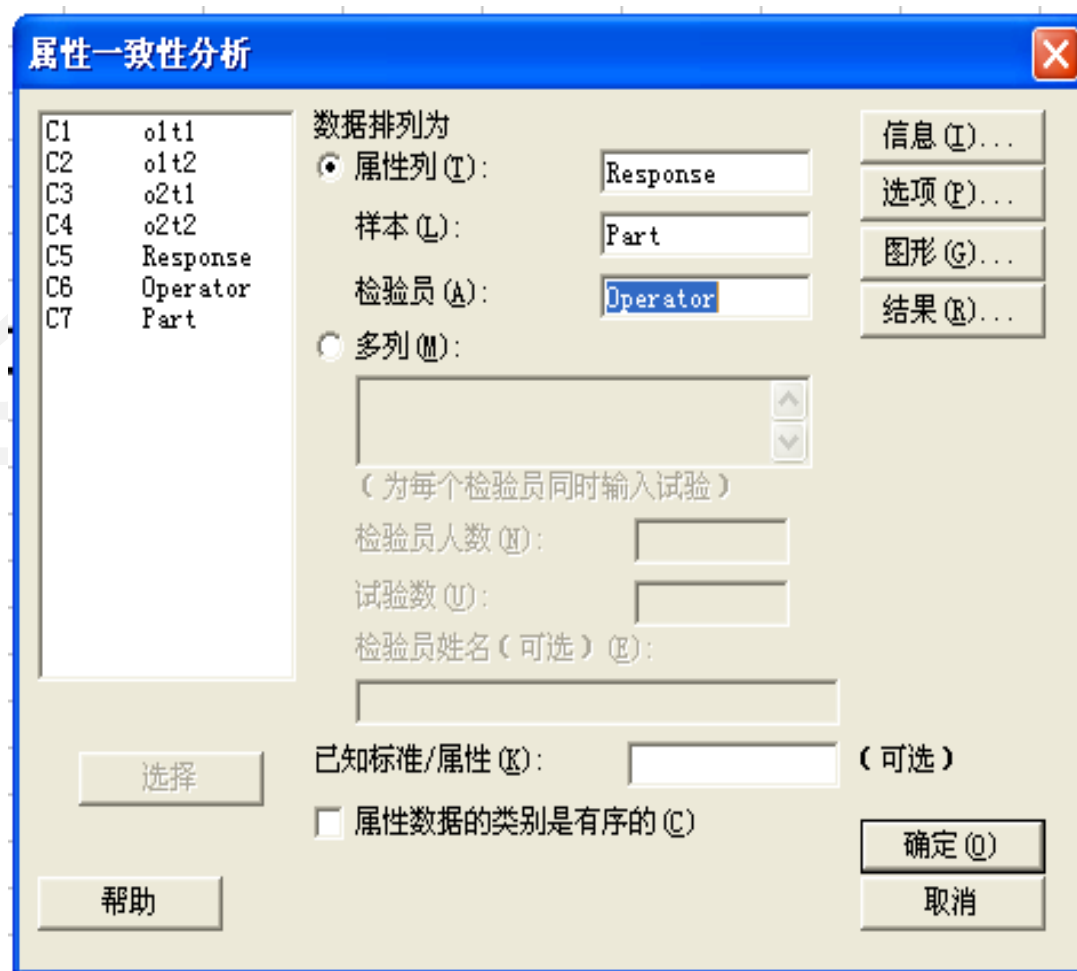 属性一致性分析
C1 o1t1
C2 o1t2
C3 o2t1
C4 o2t2
C5 Response
C6 Operator
C7 Part
数据排列为
属性列(T): Response
样本(L): Part
检验员(A): Operator
多列(M):
(为每个检验员同时输入试验)
检验员人数(N):
试验数(U):
检验员姓名(可选)(E):
已知标准/属性(K): (可选)
属性数据的类别是有序的(C)
信息(I)...
选项(P)...
图形(G)...
结果(R)...
选择
帮助
确定(O)
取消